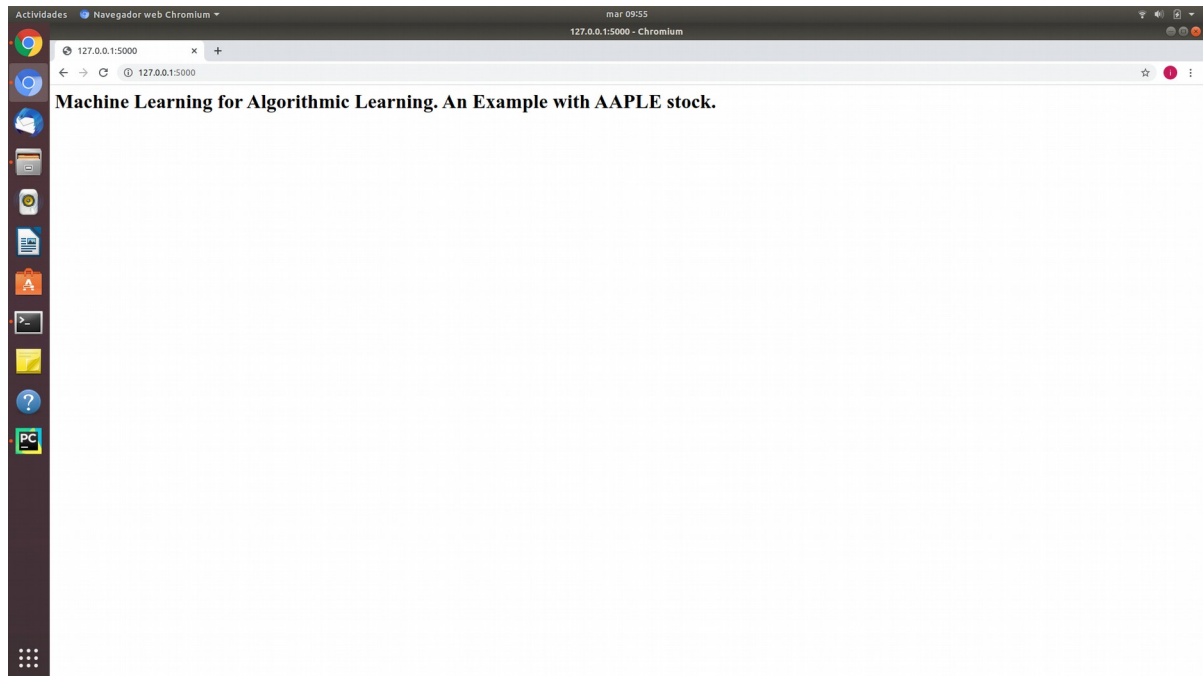 Actividades Navegador web Chromium mar 09:55
127.0.0.1:5000 - Chromium
127.0.0.1:5000
127.0.0.1:5000
Machine Learning for Algorithmic Learning. An Example with AAPLE stock.
PC